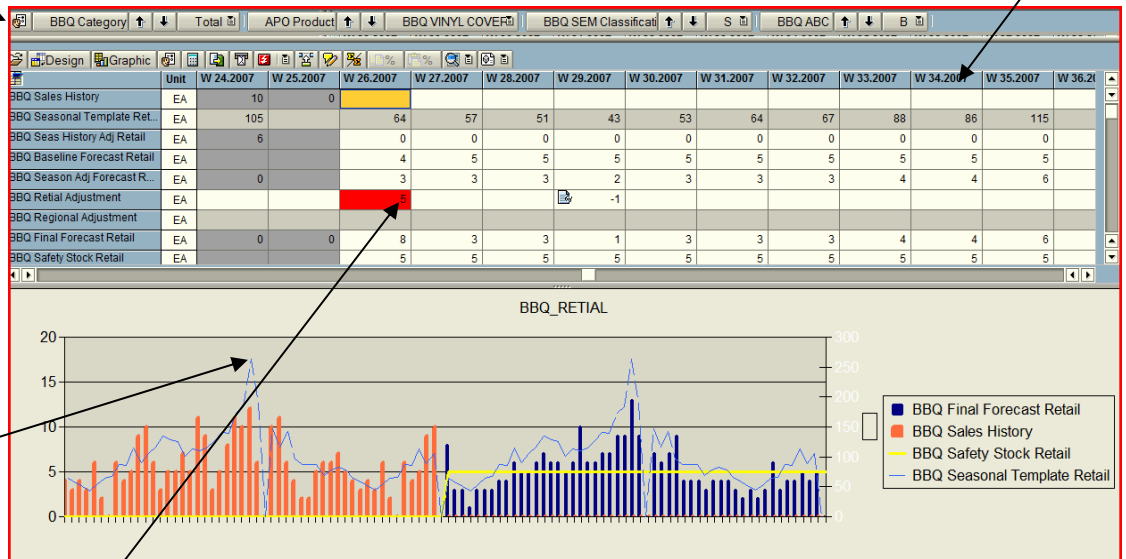 BBQ Category Total APO Product BBQ VINYL COVER BBQ SEM Classificati S BBQ ABC B
Design Graphic
Unit W 24.2007 W 25.2007 W 26.2007 W 27.2007 W 28.2007 W 29.2007 W 30.2007 W 31.2007 W 32.2007 W 33.2007 W 34.2007 W 35.2007 W 36.20
BBQ Sales History EA 10 0
BBQ Seasonal Template Ret... EA 105 64 57 51 43 53 64 67 88 86 115
BBQ Seas History Adj Retail EA 6 0 0 0 0 0 0 0 0 0 0
BBQ Baseline Forecast Retail EA 4 5 5 5 5 5 5 5 5 5
BBQ Season Adj Forecast R... EA 0 3 3 3 2 3 3 3 4 4 6
BBQ Retial Adjustment EA 5 -1
BBQ Regional Adjustment EA
BBQ Final Forecast Retail EA 0 0 8 3 3 1 3 3 3 4 4 6
BBQ Safety Stock Retail EA 5 5 5 5 5 5 5 5 5 5
BBQ_RETIAL
20
15
10
5
0
300
250
200
150
100
50
0
BBQ Final Forecast Retail
BBQ Sales History
BBQ Safety Stock Retail
BBQ Seasonal Template Retail